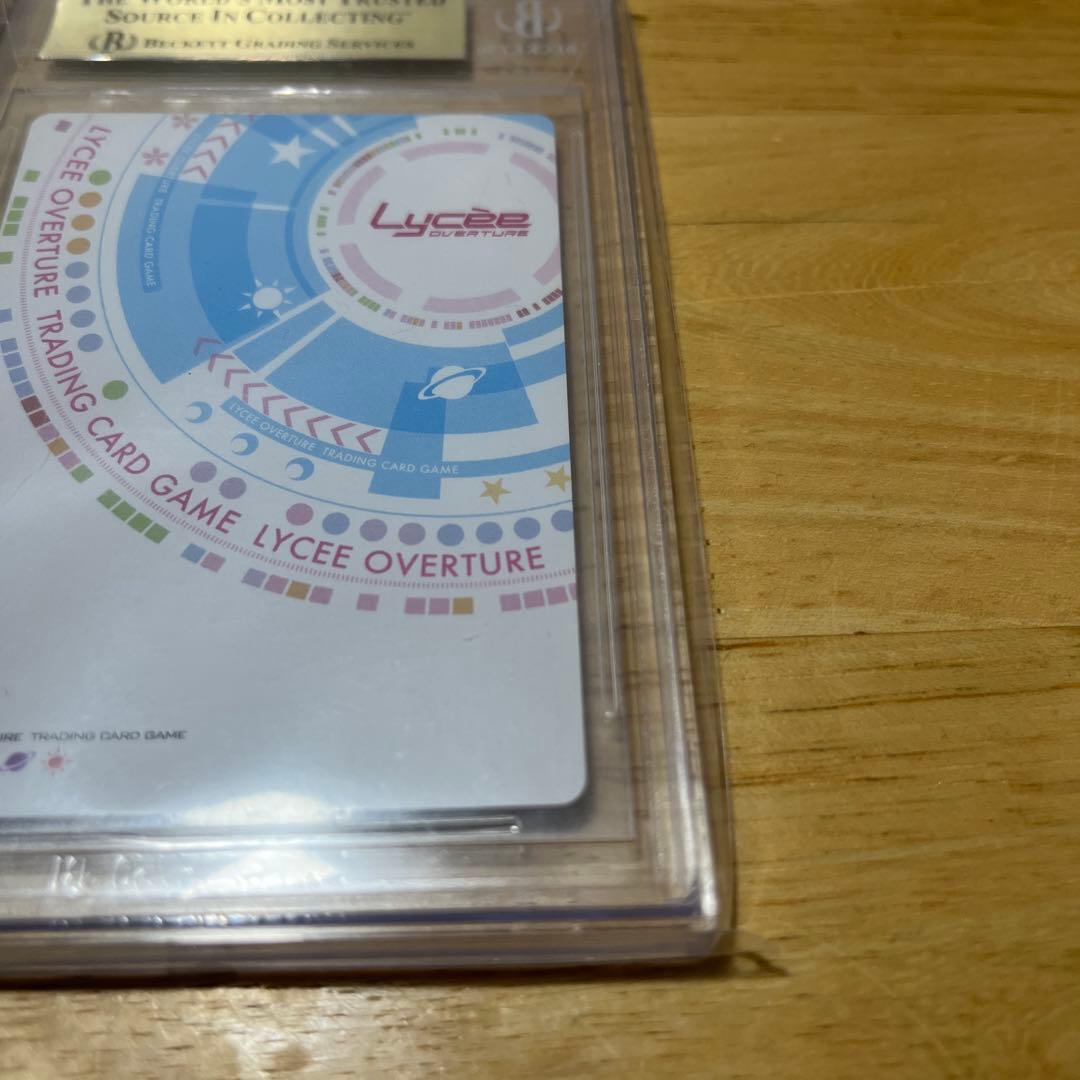 THE WORLD'S MOST TRUSTED
SOURCE IN COLLECTING™
BECKETT GRADING SERVICES
Lycèe
OVERTURE
TRADING CARD GAME
LYCEE OVERTURE TRADING CARD GAME
LYCEE OVERTURE TRADING CARD GAME LYCEE OVERTURE
TRADING CARD GAME